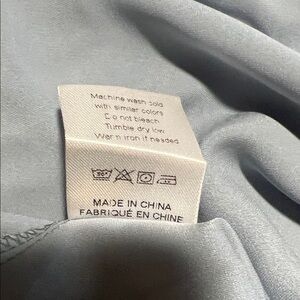 Machine wash cold
with similar colors
Do not bleach
Tumble dry low
Warm iron if needed
MADE IN CHINA
FABRIQUÉ EN CHINE